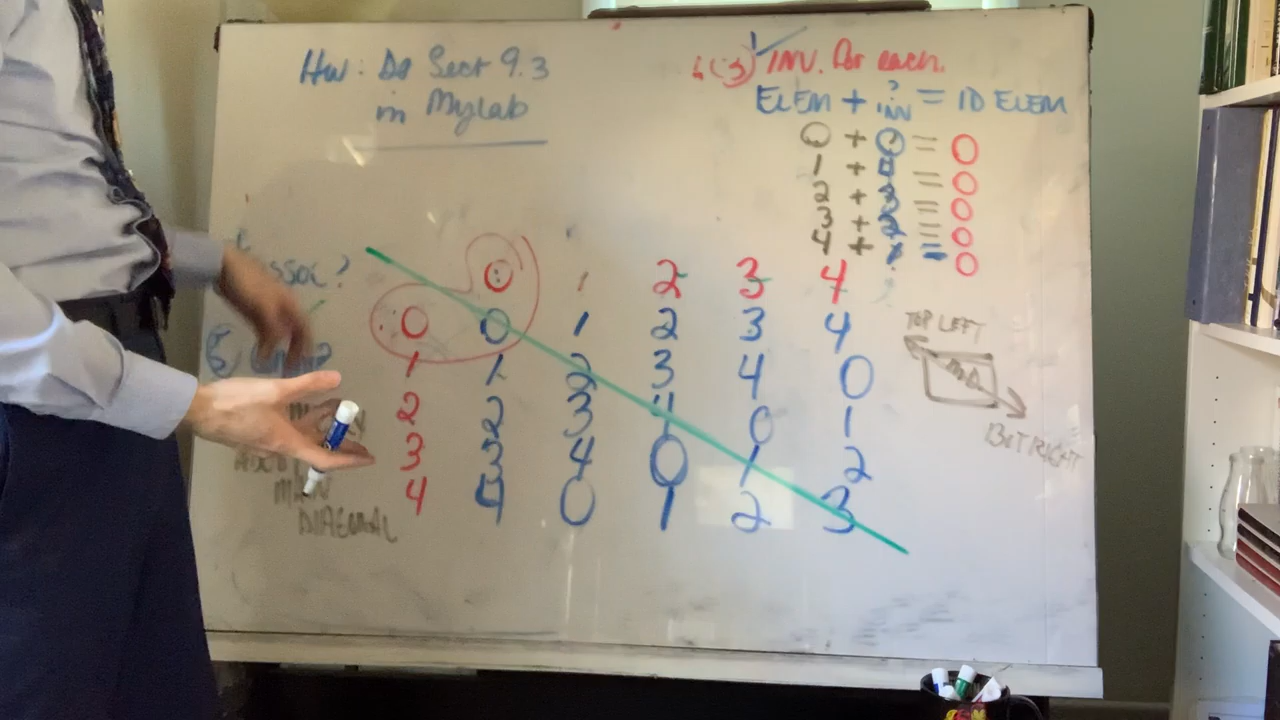 HW: Do Sect 9.3
in Mylab
INV. for each.
ELEM + INV = ID ELEM
0 + 0 = 0
1 + 4 = 0
2 + 3 = 0
3 + 2 = 0
4 + 1 = 0
0 1 2 3 4
0 0 1 2 3 4
1 1 2 3 4 0
2 2 3 4 0 1
3 3 4 0 1 2
4 4 0 1 2 3
TOP LEFT
BOT RIGHT
MAIN
DIAGONAL